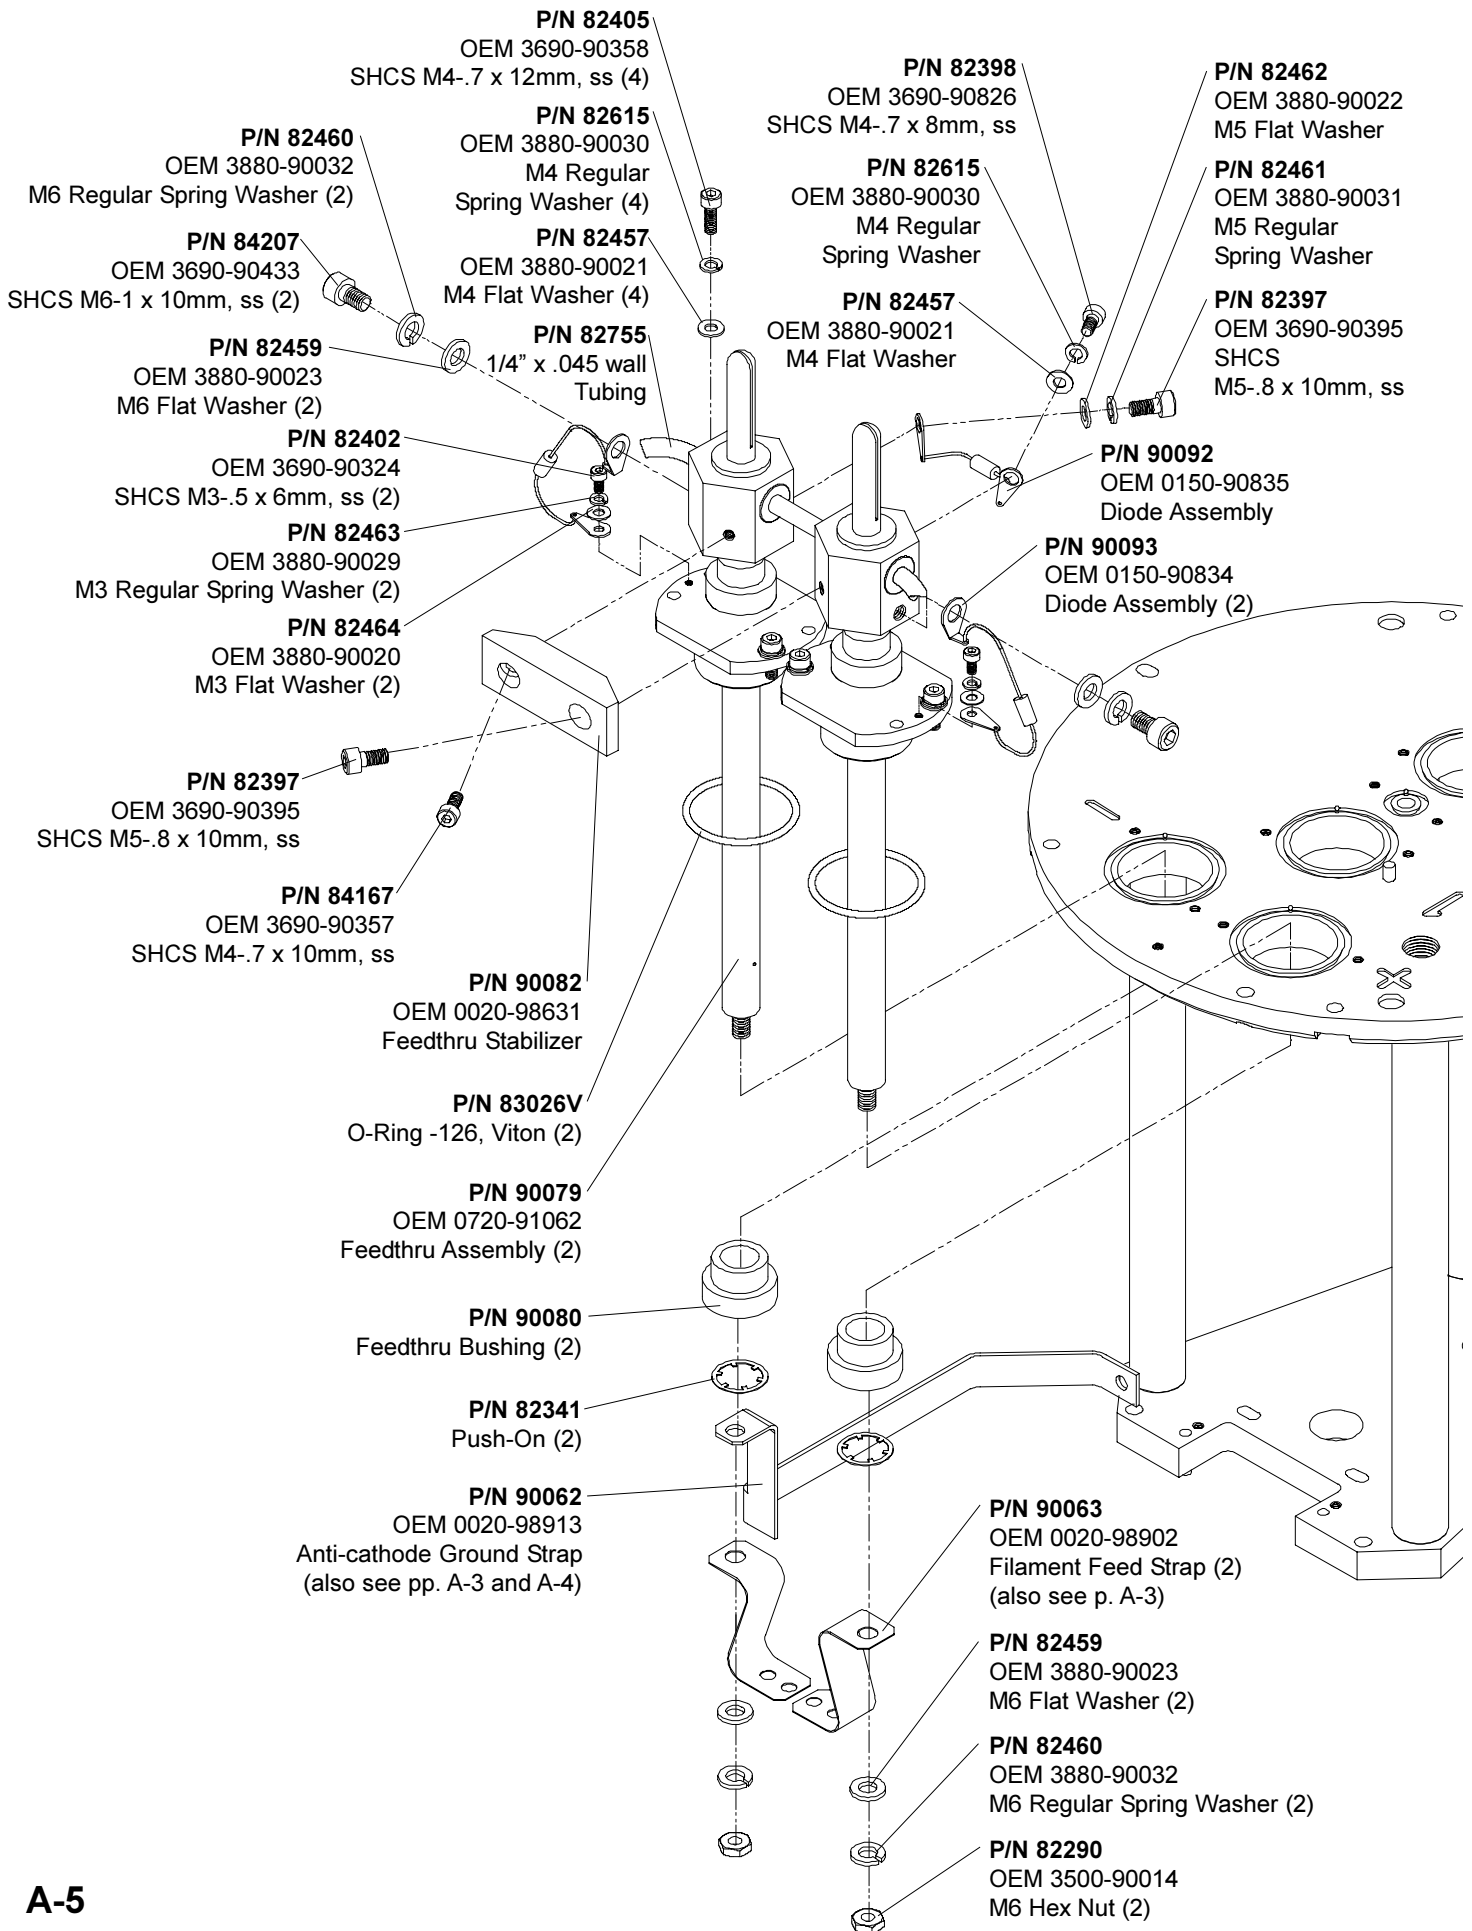 P/N 82405
OEM 3690-90358
SHCS M4-.7 x 12mm, ss (4)
P/N 82615
OEM 3880-90030
M4 Regular
Spring Washer (4)
P/N 82457
OEM 3880-90021
M4 Flat Washer (4)
P/N 82755
1/4” x .045 wall
Tubing
P/N 82460
OEM 3880-90032
M6 Regular Spring Washer (2)
P/N 84207
OEM 3690-90433
SHCS M6-1 x 10mm, ss (2)
P/N 82459
OEM 3880-90023
M6 Flat Washer (2)
P/N 82402
OEM 3690-90324
SHCS M3-.5 x 6mm, ss (2)
P/N 82463
OEM 3880-90029
M3 Regular Spring Washer (2)
P/N 82464
OEM 3880-90020
M3 Flat Washer (2)
P/N 82397
OEM 3690-90395
SHCS M5-.8 x 10mm, ss
P/N 84167
OEM 3690-90357
SHCS M4-.7 x 10mm, ss
P/N 90082
OEM 0020-98631
Feedthru Stabilizer
P/N 83026V
O-Ring -126, Viton (2)
P/N 90079
OEM 0720-91062
Feedthru Assembly (2)
P/N 90080
Feedthru Bushing (2)
P/N 82341
Push-On (2)
P/N 90062
OEM 0020-98913
Anti-cathode Ground Strap
(also see pp. A-3 and A-4)
P/N 82398
OEM 3690-90826
SHCS M4-.7 x 8mm, ss
P/N 82615
OEM 3880-90030
M4 Regular
Spring Washer
P/N 82457
OEM 3880-90021
M4 Flat Washer
P/N 82462
OEM 3880-90022
M5 Flat Washer
P/N 82461
OEM 3880-90031
M5 Regular
Spring Washer
P/N 82397
OEM 3690-90395
SHCS
M5-.8 x 10mm, ss
P/N 90092
OEM 0150-90835
Diode Assembly
P/N 90093
OEM 0150-90834
Diode Assembly (2)
P/N 90063
OEM 0020-98902
Filament Feed Strap (2)
(also see p. A-3)
P/N 82459
OEM 3880-90023
M6 Flat Washer (2)
P/N 82460
OEM 3880-90032
M6 Regular Spring Washer (2)
P/N 82290
OEM 3500-90014
M6 Hex Nut (2)
A-5